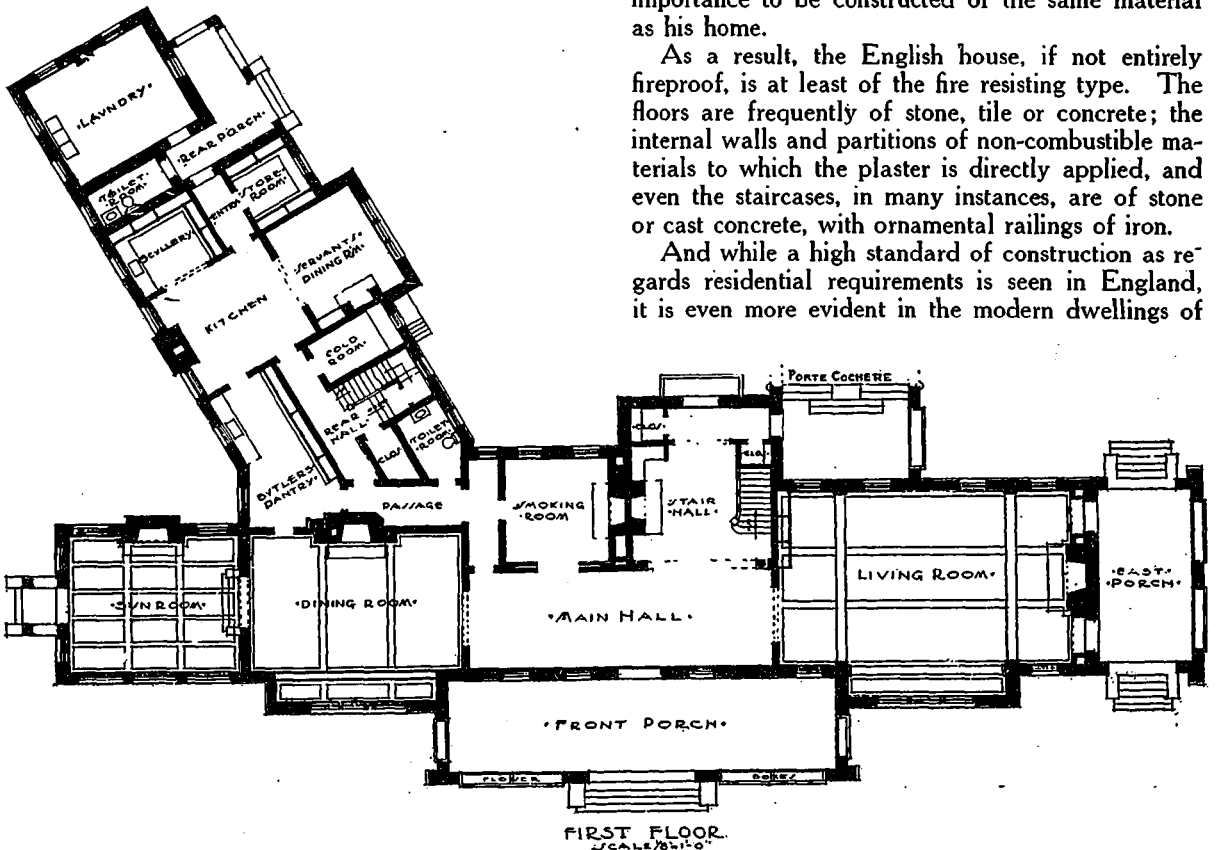 importance to be constructed of the same material
as his home.
As a result, the English house, if not entirely
fireproof, is at least of the fire resisting type. The
floors are frequently of stone, tile or concrete; the
internal walls and partitions of non-combustible ma-
terials to which the plaster is directly applied, and
even the staircases, in many instances, are of stone
or cast concrete, with ornamental railings of iron.
And while a high standard of construction as re-
gards residential requirements is seen in England,
it is even more evident in the modern dwellings of
·LAVNDRY·
·REAR PORCH·
·TOILET·
ROOM·
ENTRY
·STORE·
ROOM·
·SCVLLERY·
·SERVANTS·
DINING R'M·
KITCHEN
COLD
ROOM·
REAR
HALL·
CLOS
·TOILET·
ROOM·
BVTLERS
PANTRY·
PASSAGE
·SMOKING
ROOM
CLOS·
CLO.
·STAIR
HALL·
PORTE COCHERE
·SUN ROOM·
·DINING ROOM·
·MAIN HALL·
LIVING ROOM·
·EAST·
PORCH·
·FRONT PORCH·
FLOWER
BOXES
FIRST FLOOR.